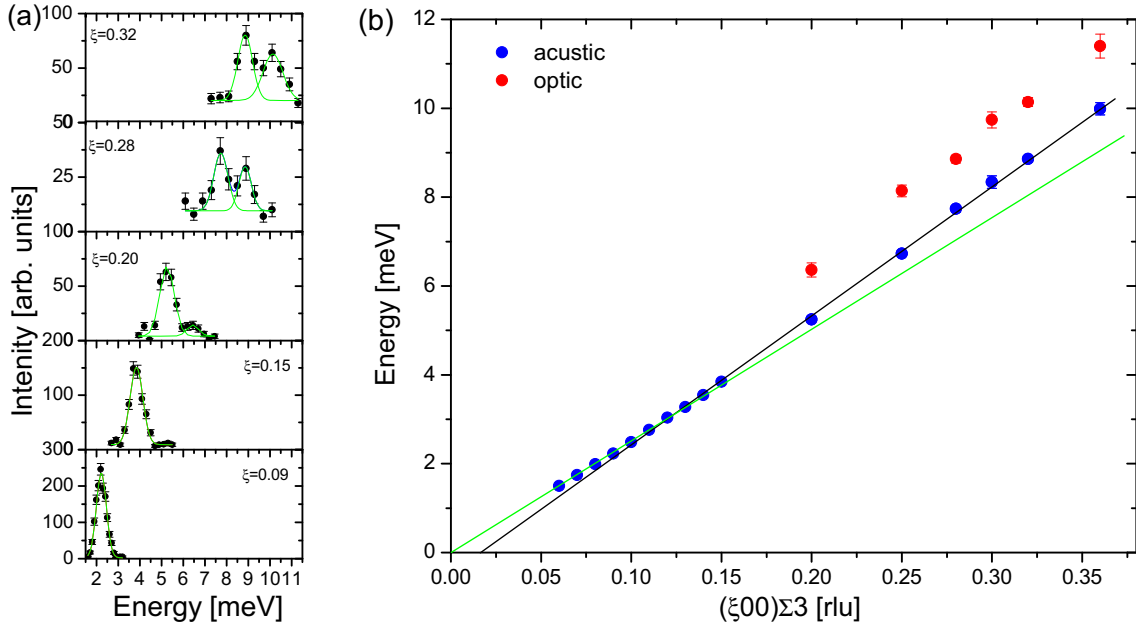 (a)
100
ξ=0.32
50
50
0
ξ=0.28
25
100
ξ=0.20
50
200
0
ξ=0.15
100
300
0
ξ=0.09
200
100
0
2 3 4 5 6 7 8 9 10 11
Energy [meV]
Intenity [arb. units]
(b)
12
10
8
6
4
2
0
acustic
optic
0.00 0.05 0.10 0.15 0.20 0.25 0.30 0.35
(ξ00)Σ3 [rlu]
Energy [meV]